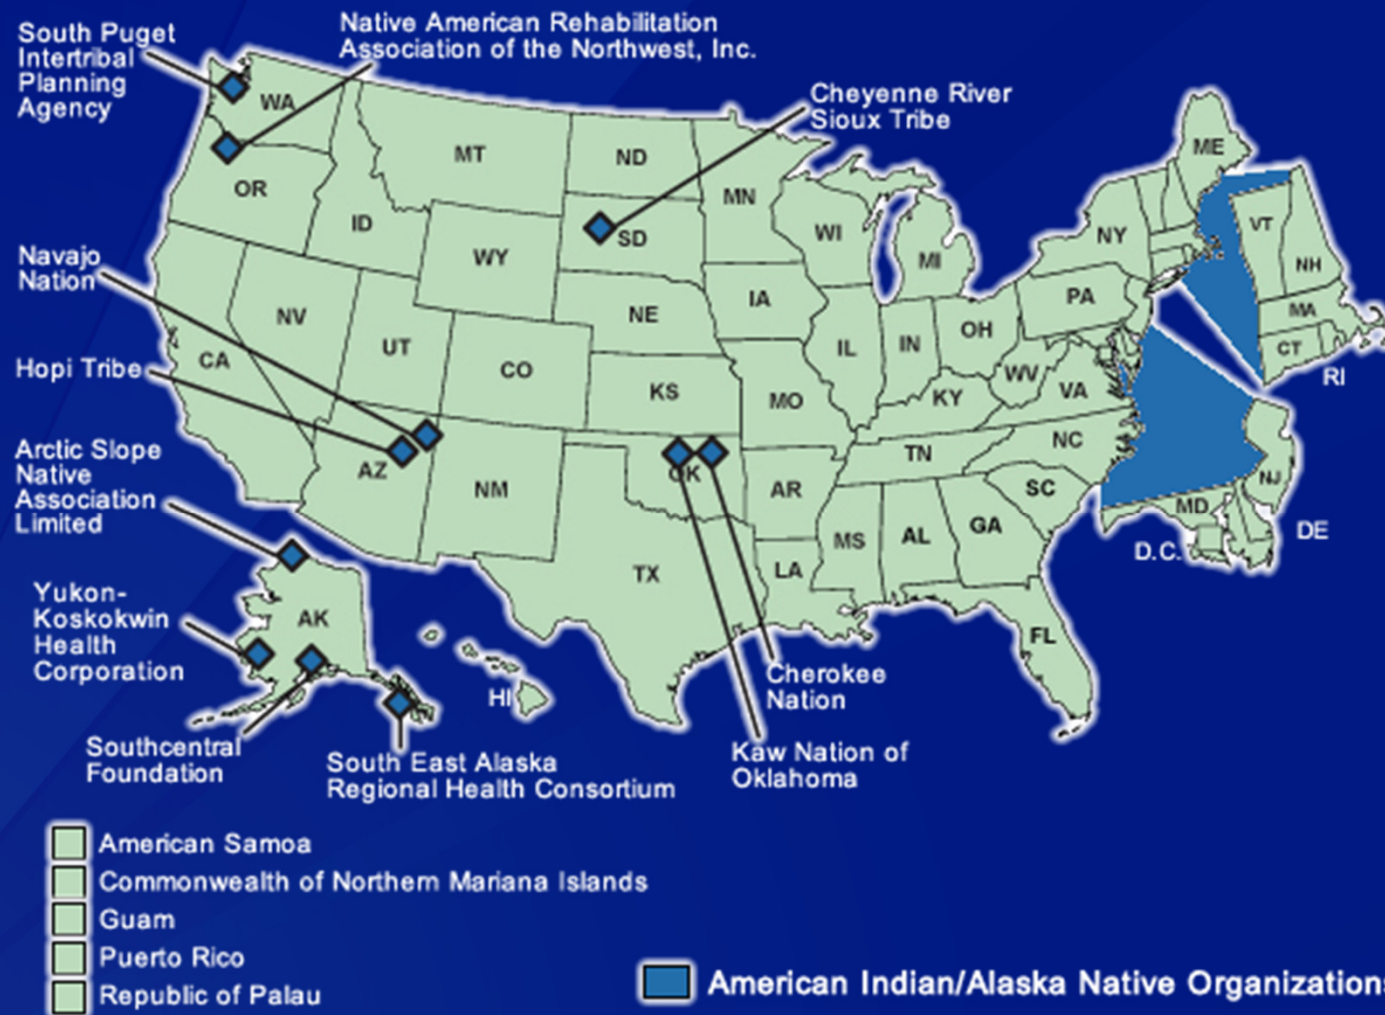 South Puget
Intertribal
Planning
Agency
Native American Rehabilitation
Association of the Northwest, Inc.
Cheyenne River
Sioux Tribe
WA
MT
ND
MN
ME
OR
ID
WY
SD
WI
MI
NY
VT
NH
MA
CT
RI
Navajo
Nation
NV
UT
CO
NE
IA
IL
IN
OH
PA
CA
KS
MO
KY
WV
VA
Hopi Tribe
AZ
NM
OK
AR
TN
NC
SC
NJ
MD
DE
D.C.
Arctic Slope
Native
Association
Limited
TX
LA
MS
AL
GA
FL
Yukon-
Koskokwin
Health
Corporation
AK
HI
Southcentral
Foundation
South East Alaska
Regional Health Consortium
Cherokee
Nation
Kaw Nation of
Oklahoma
American Samoa
Commonwealth of Northern Mariana Islands
Guam
Puerto Rico
Republic of Palau
American Indian/Alaska Native Organizations